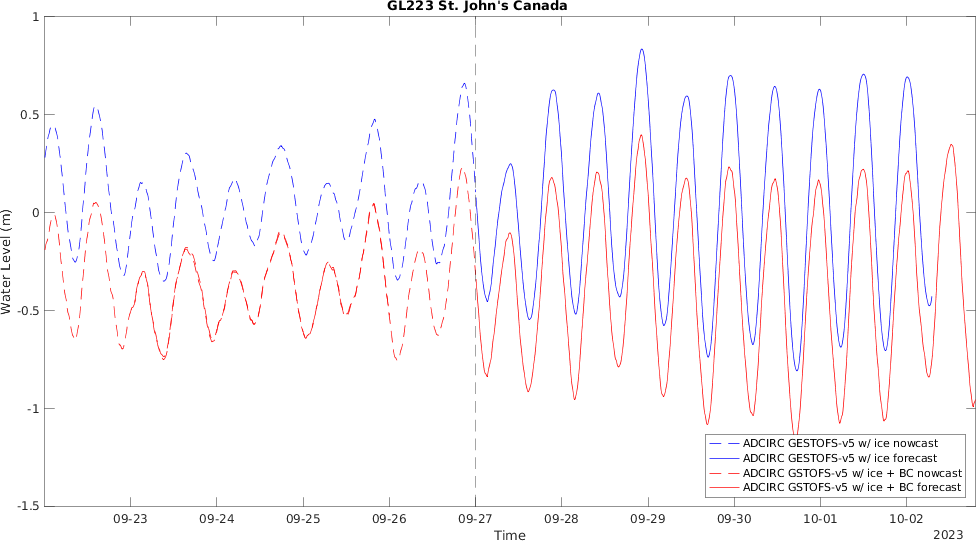 GL223 St. John's Canada
Water Level (m)
1
0.5
0
-0.5
-1
-1.5
09-23 09-24 09-25 09-26 09-27 09-28 09-29 09-30 10-01 10-02
Time
2023
ADCIRC GESTOFS-v5 w/ ice nowcast
ADCIRC GESTOFS-v5 w/ ice forecast
ADCIRC GSTOFS-v5 w/ ice + BC nowcast
ADCIRC GSTOFS-v5 w/ ice + BC forecast